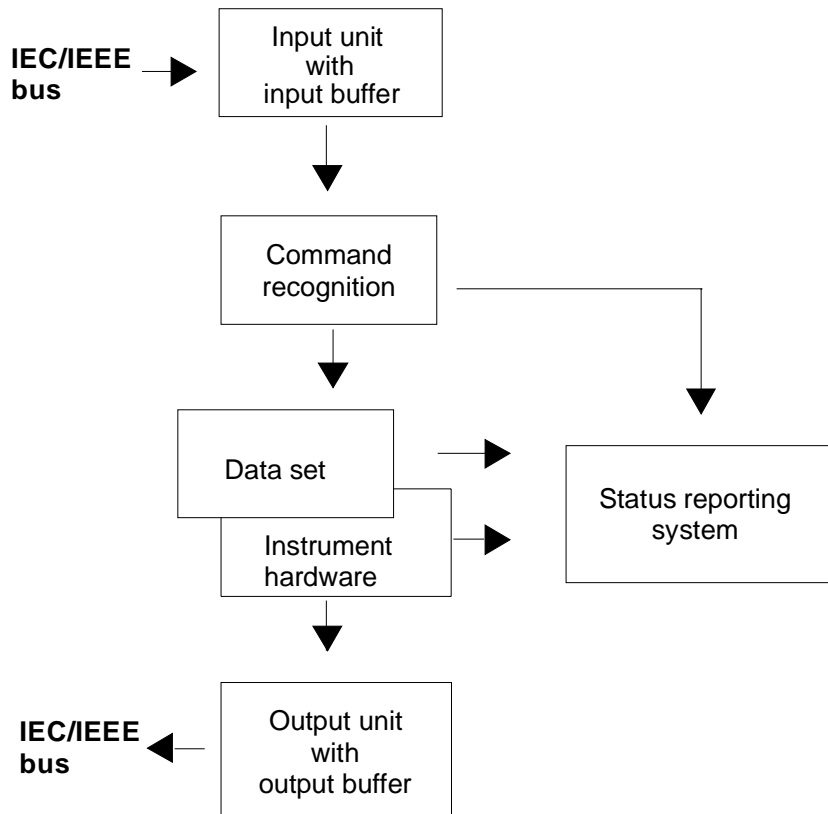 Input unit
with
input buffer
IEC/IEEE
bus
Command
recognition
Data set
Instrument
hardware
Status reporting
system
Output unit
with
output buffer
IEC/IEEE
bus